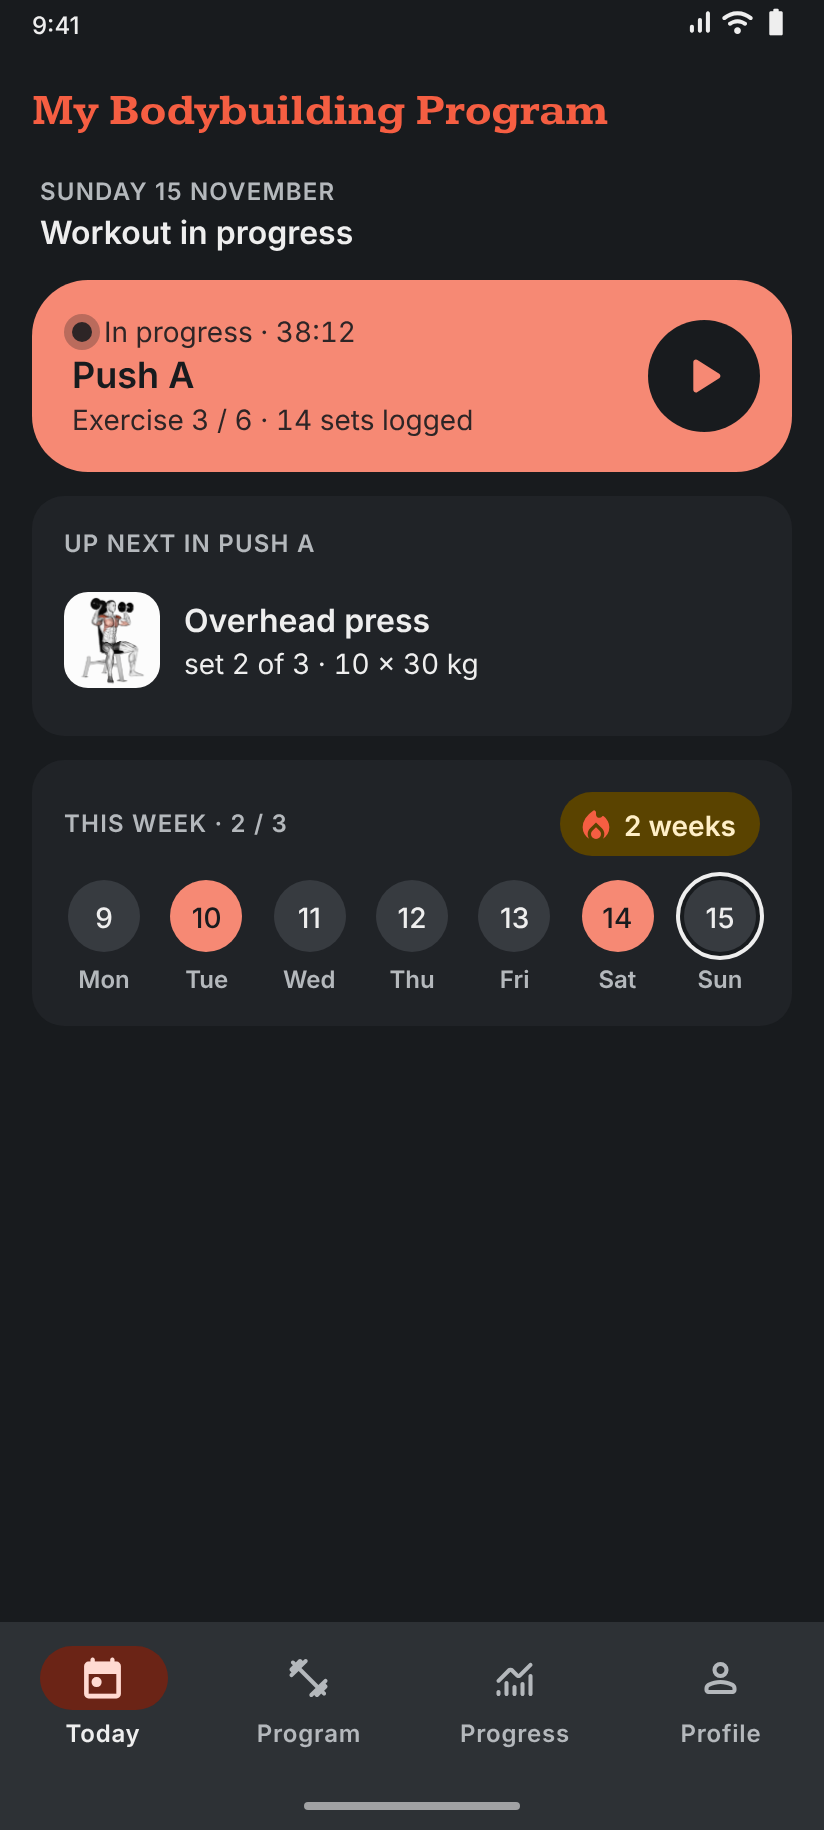 9:41
My Bodybuilding Program
SUNDAY 15 NOVEMBER
Workout in progress
In progress · 38:12
Push A
Exercise 3 / 6 · 14 sets logged
UP NEXT IN PUSH A
Overhead press
set 2 of 3 · 10 × 30 kg
THIS WEEK · 2 / 3
2 weeks
9 10 11 12 13 14 15
Mon Tue Wed Thu Fri Sat Sun
Today Program Progress Profile